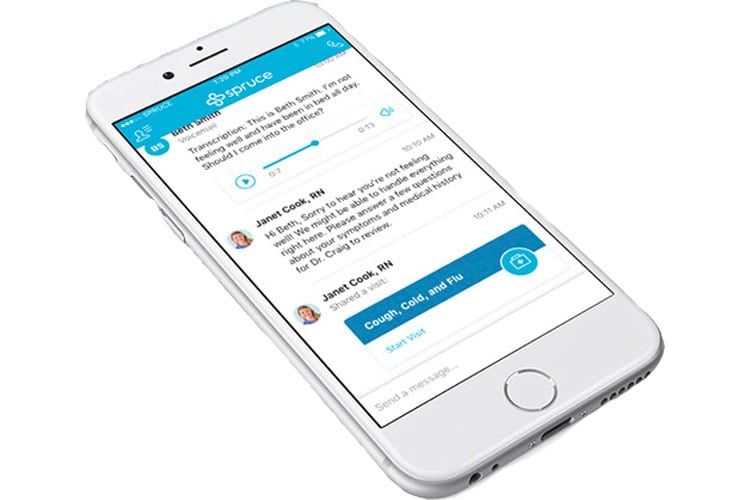 SPRUCE
1:20 PM
77%
spruce
10:00 AM
Beth Smith
BS
Voicemail
Transcription: This is Beth Smith. I'm not
feeling well and have been in bed all day.
Should I come into the office?
0:7
0:13
10:10 AM
Janet Cook, RN
Hi Beth, Sorry to hear you're not feeling
well! We might be able to handle everything
right here. Please answer a few questions
about your symptoms and medical history
for Dr. Craig to review.
10:11 AM
Janet Cook, RN
Shared a visit:
Cough, Cold, and Flu
Start Visit
Send a message...